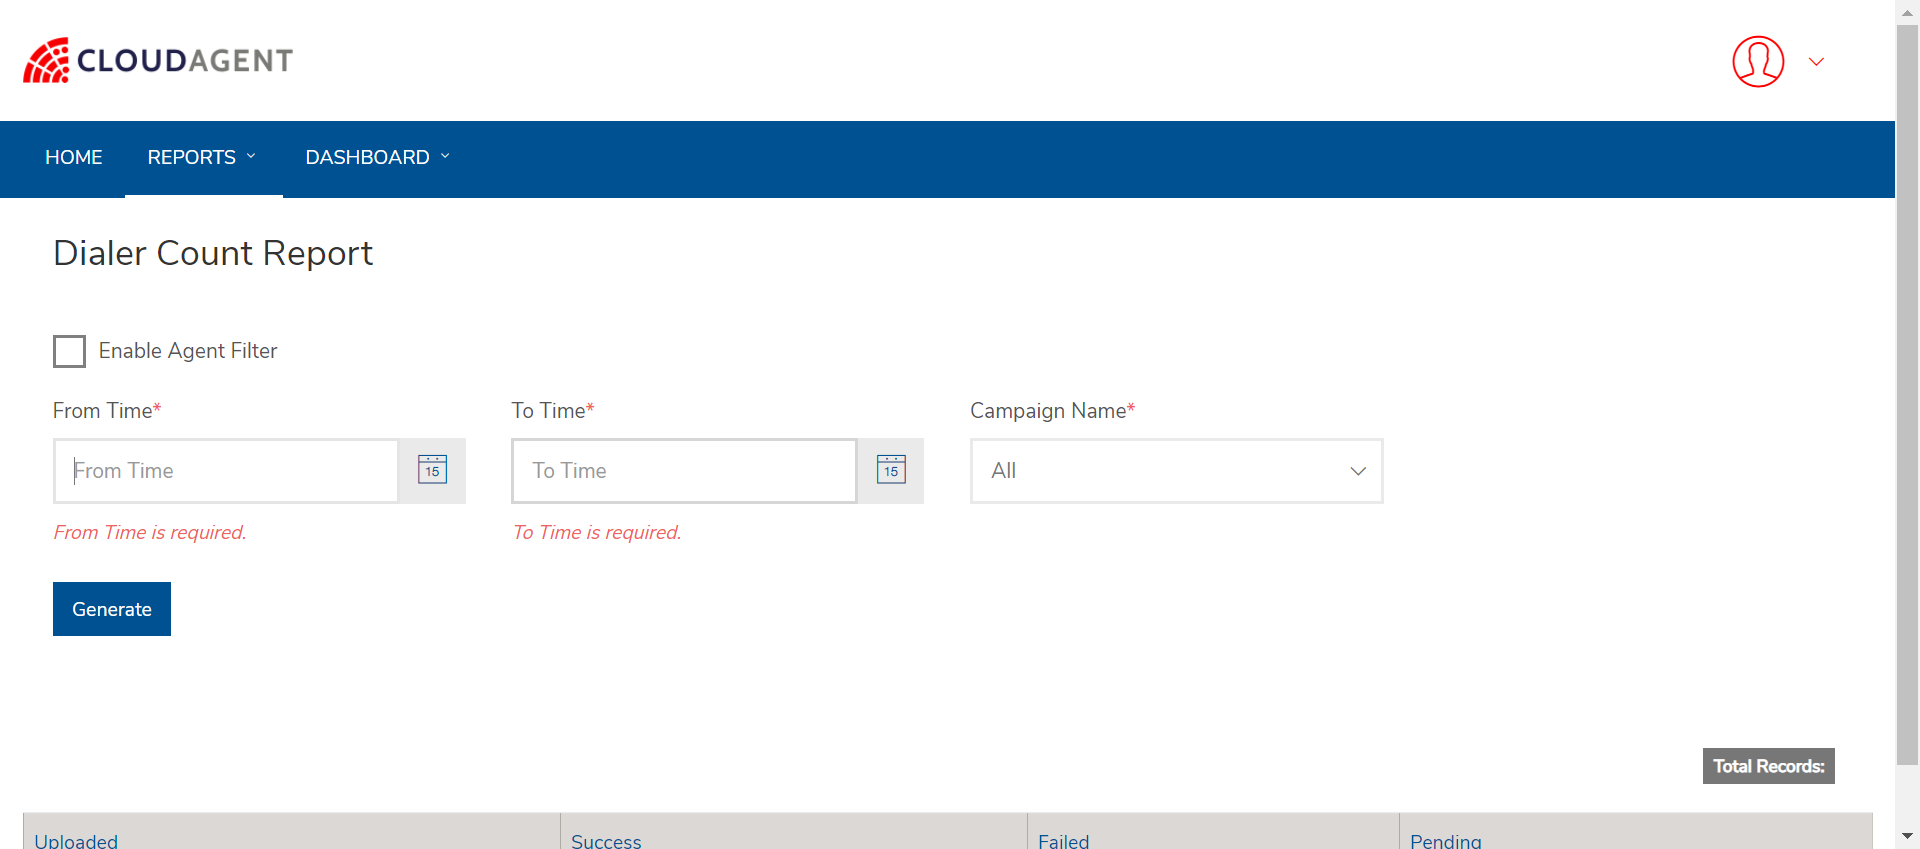 CLOUDAGENT
HOME REPORTS DASHBOARD
Dialer Count Report
Enable Agent Filter
From Time* To Time* Campaign Name*
From Time 15 To Time 15 All
From Time is required. To Time is required.
Generate
Total Records:
Uploaded Success Failed Pending